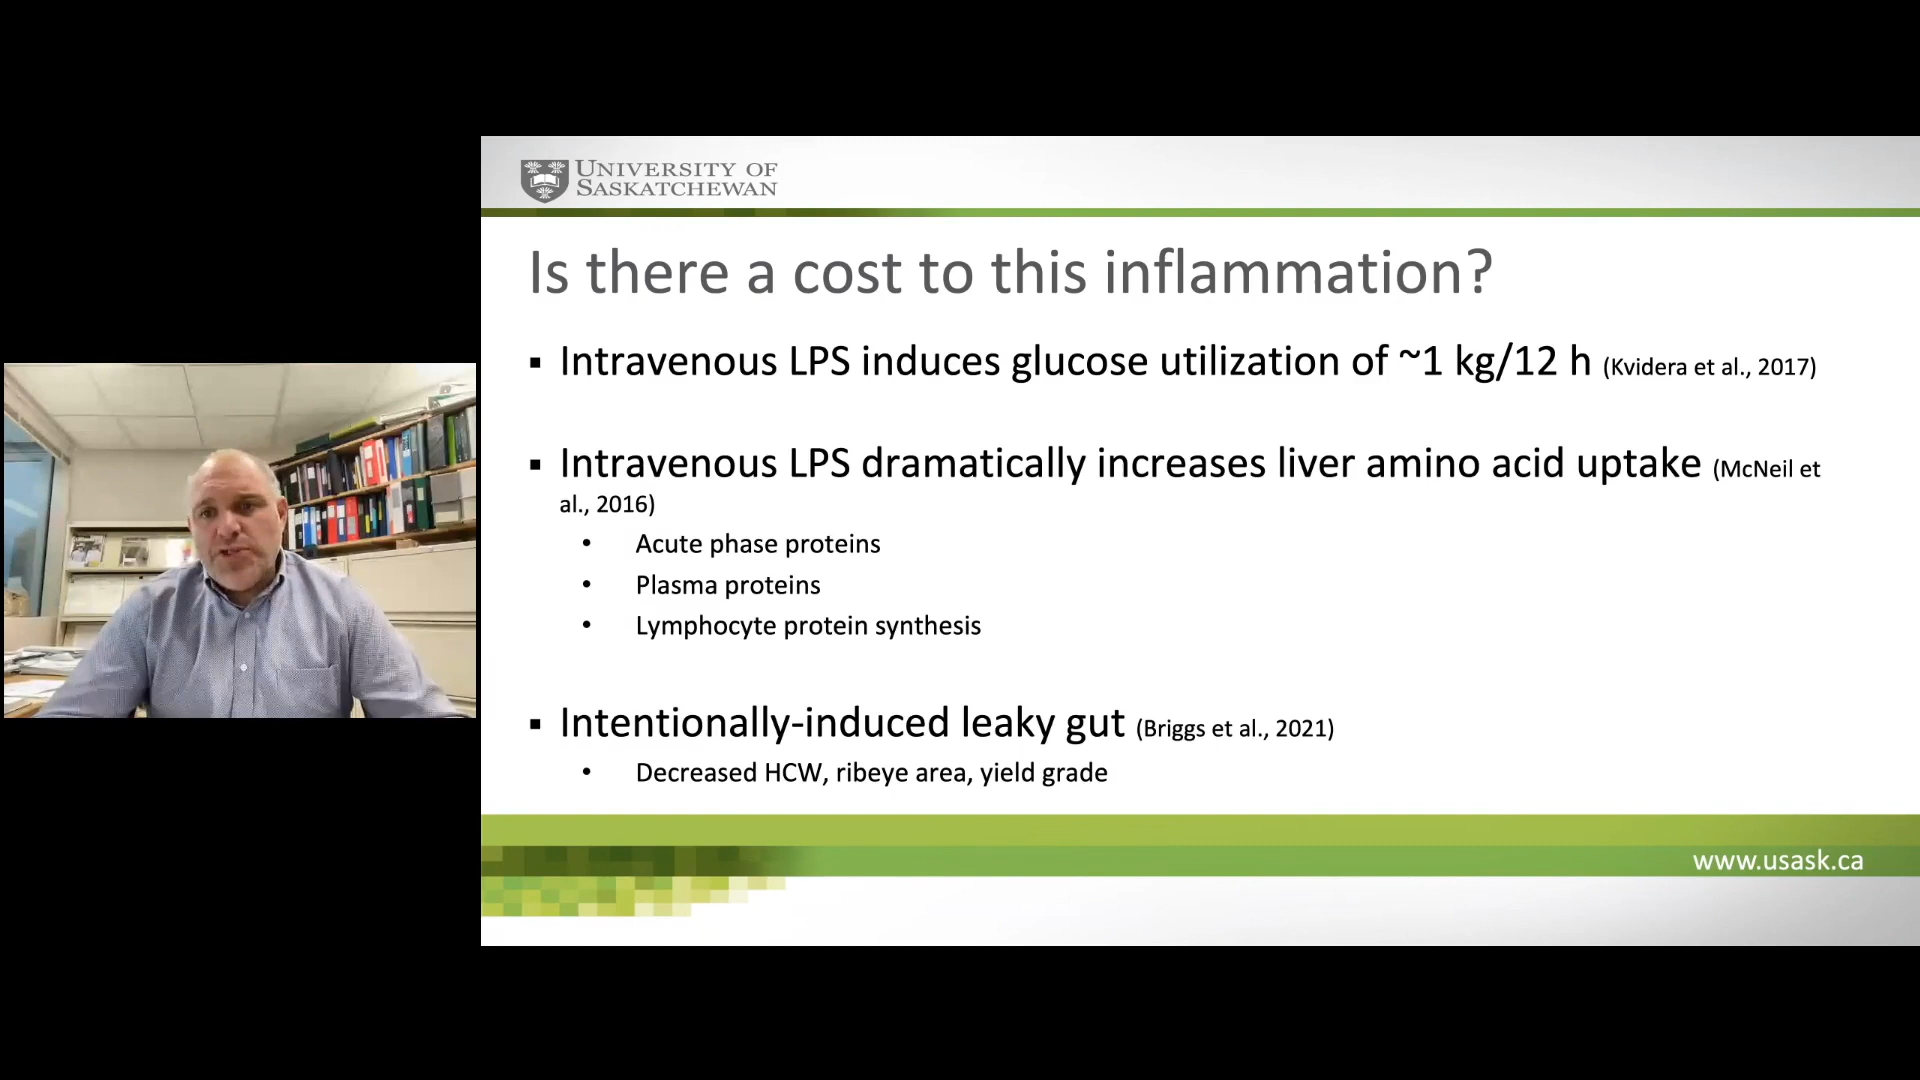 UNIVERSITY OF
SASKATCHEWAN
Is there a cost to this inflammation?
▪ Intravenous LPS induces glucose utilization of ~1 kg/12 h (Kvidera et al., 2017)
▪ Intravenous LPS dramatically increases liver amino acid uptake (McNeil et
al., 2016)
• Acute phase proteins
• Plasma proteins
• Lymphocyte protein synthesis
▪ Intentionally-induced leaky gut (Briggs et al., 2021)
• Decreased HCW, ribeye area, yield grade
www.usask.ca